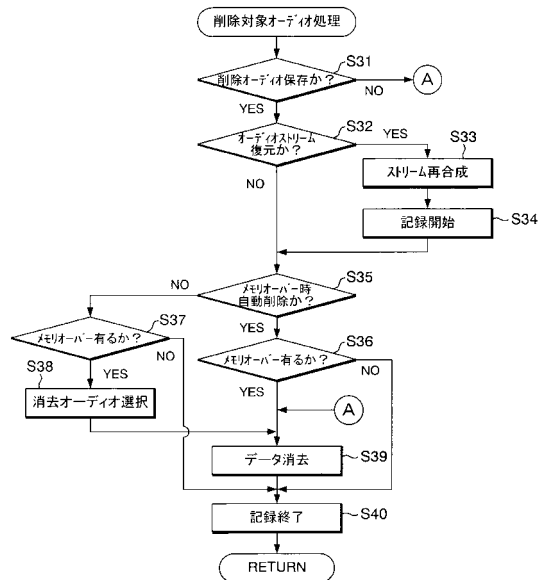 削除対象オーディオ処理
S31
削除オーディオ保存か?
NO
A
YES
S32
オーディオストリーム
復元か?
YES
S33
ストリーム再合成
NO
記録開始
S34
S35
メモリオーバー時
自動削除か?
NO
YES
S37
メモリオーバー有るか?
NO
YES
S36
メモリオーバー有るか?
NO
YES
S38
消去オーディオ選択
A
データ消去
S39
記録終了
S40
RETURN